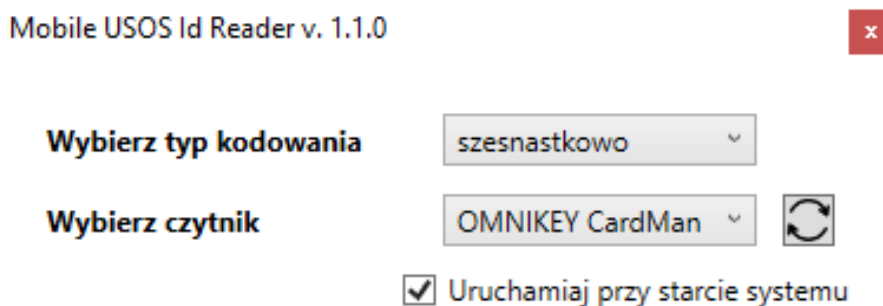 Mobile USOS Id Reader v. 1.1.0 x
Wybierz typ kodowania szesnastkowo
Wybierz czytnik OMNIKEY CardMan
Uruchamiaj przy starcie systemu